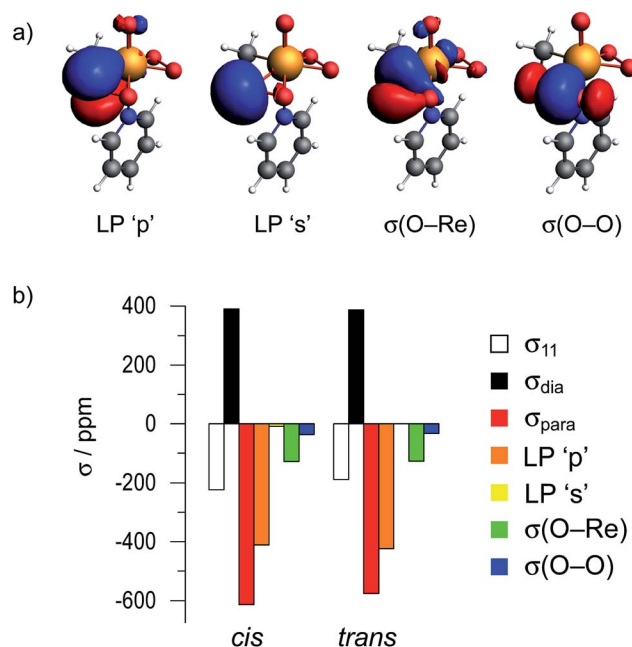 a)
LP ‘p’ LP ‘s’ σ(O–Re) σ(O–O)
b)
σ / ppm
400
200
0
-200
-400
-600
cis trans
σ11
σdia
σpara
LP ‘p’
LP ‘s’
σ(O–Re)
σ(O–O)